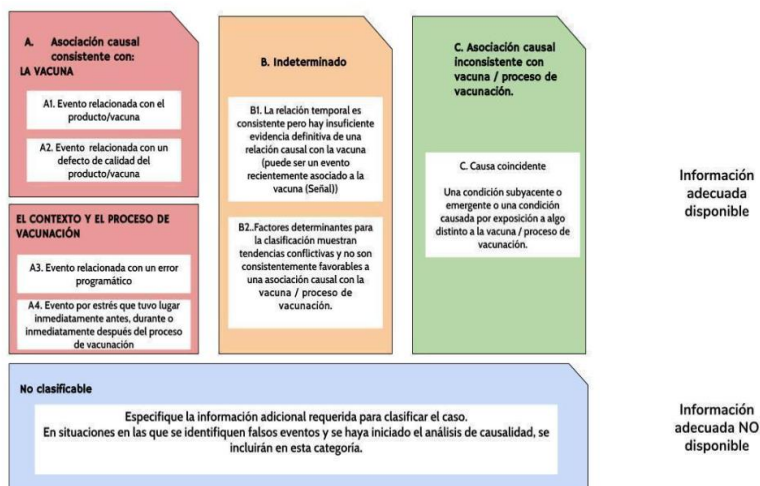 A. Asociación causal
consistente con:
LA VACUNA
A1. Evento relacionada con el
producto/vacuna
A2. Evento relacionada con un
defecto de calidad del
producto/vacuna
EL CONTEXTO Y EL PROCESO DE
VACUNACIÓN
A3. Evento relacionada con un error
programático
A4. Evento por estrés que tuvo lugar
inmediatamente antes, durante o
inmediatamente después del proceso
de vacunación
B. Indeterminado
B1. La relación temporal es
consistente pero hay insuficiente
evidencia definitiva de una
relación causal con la vacuna
(puede ser un evento
recientemente asociado a la
vacuna (Señal))
B2..Factores determinantes para
la clasificación muestran
tendencias conflictivas y no son
consistentemente favorables a
una asociación causal con la
vacuna / proceso de
vacunación.
C. Asociación causal
inconsistente con
vacuna / proceso de
vacunación.
C. Causa coincidente
Una condición subyacente o
emergente o una condición
causada por exposición a algo
distinto a la vacuna / proceso de
vacunación.
Información
adecuada
disponible
No clasificable
Especifique la información adicional requerida para clasificar el caso.
En situaciones en las que se identifiquen falsos eventos y se haya iniciado el análisis de causalidad, se
incluirán en esta categoría.
Información
adecuada NO
disponible